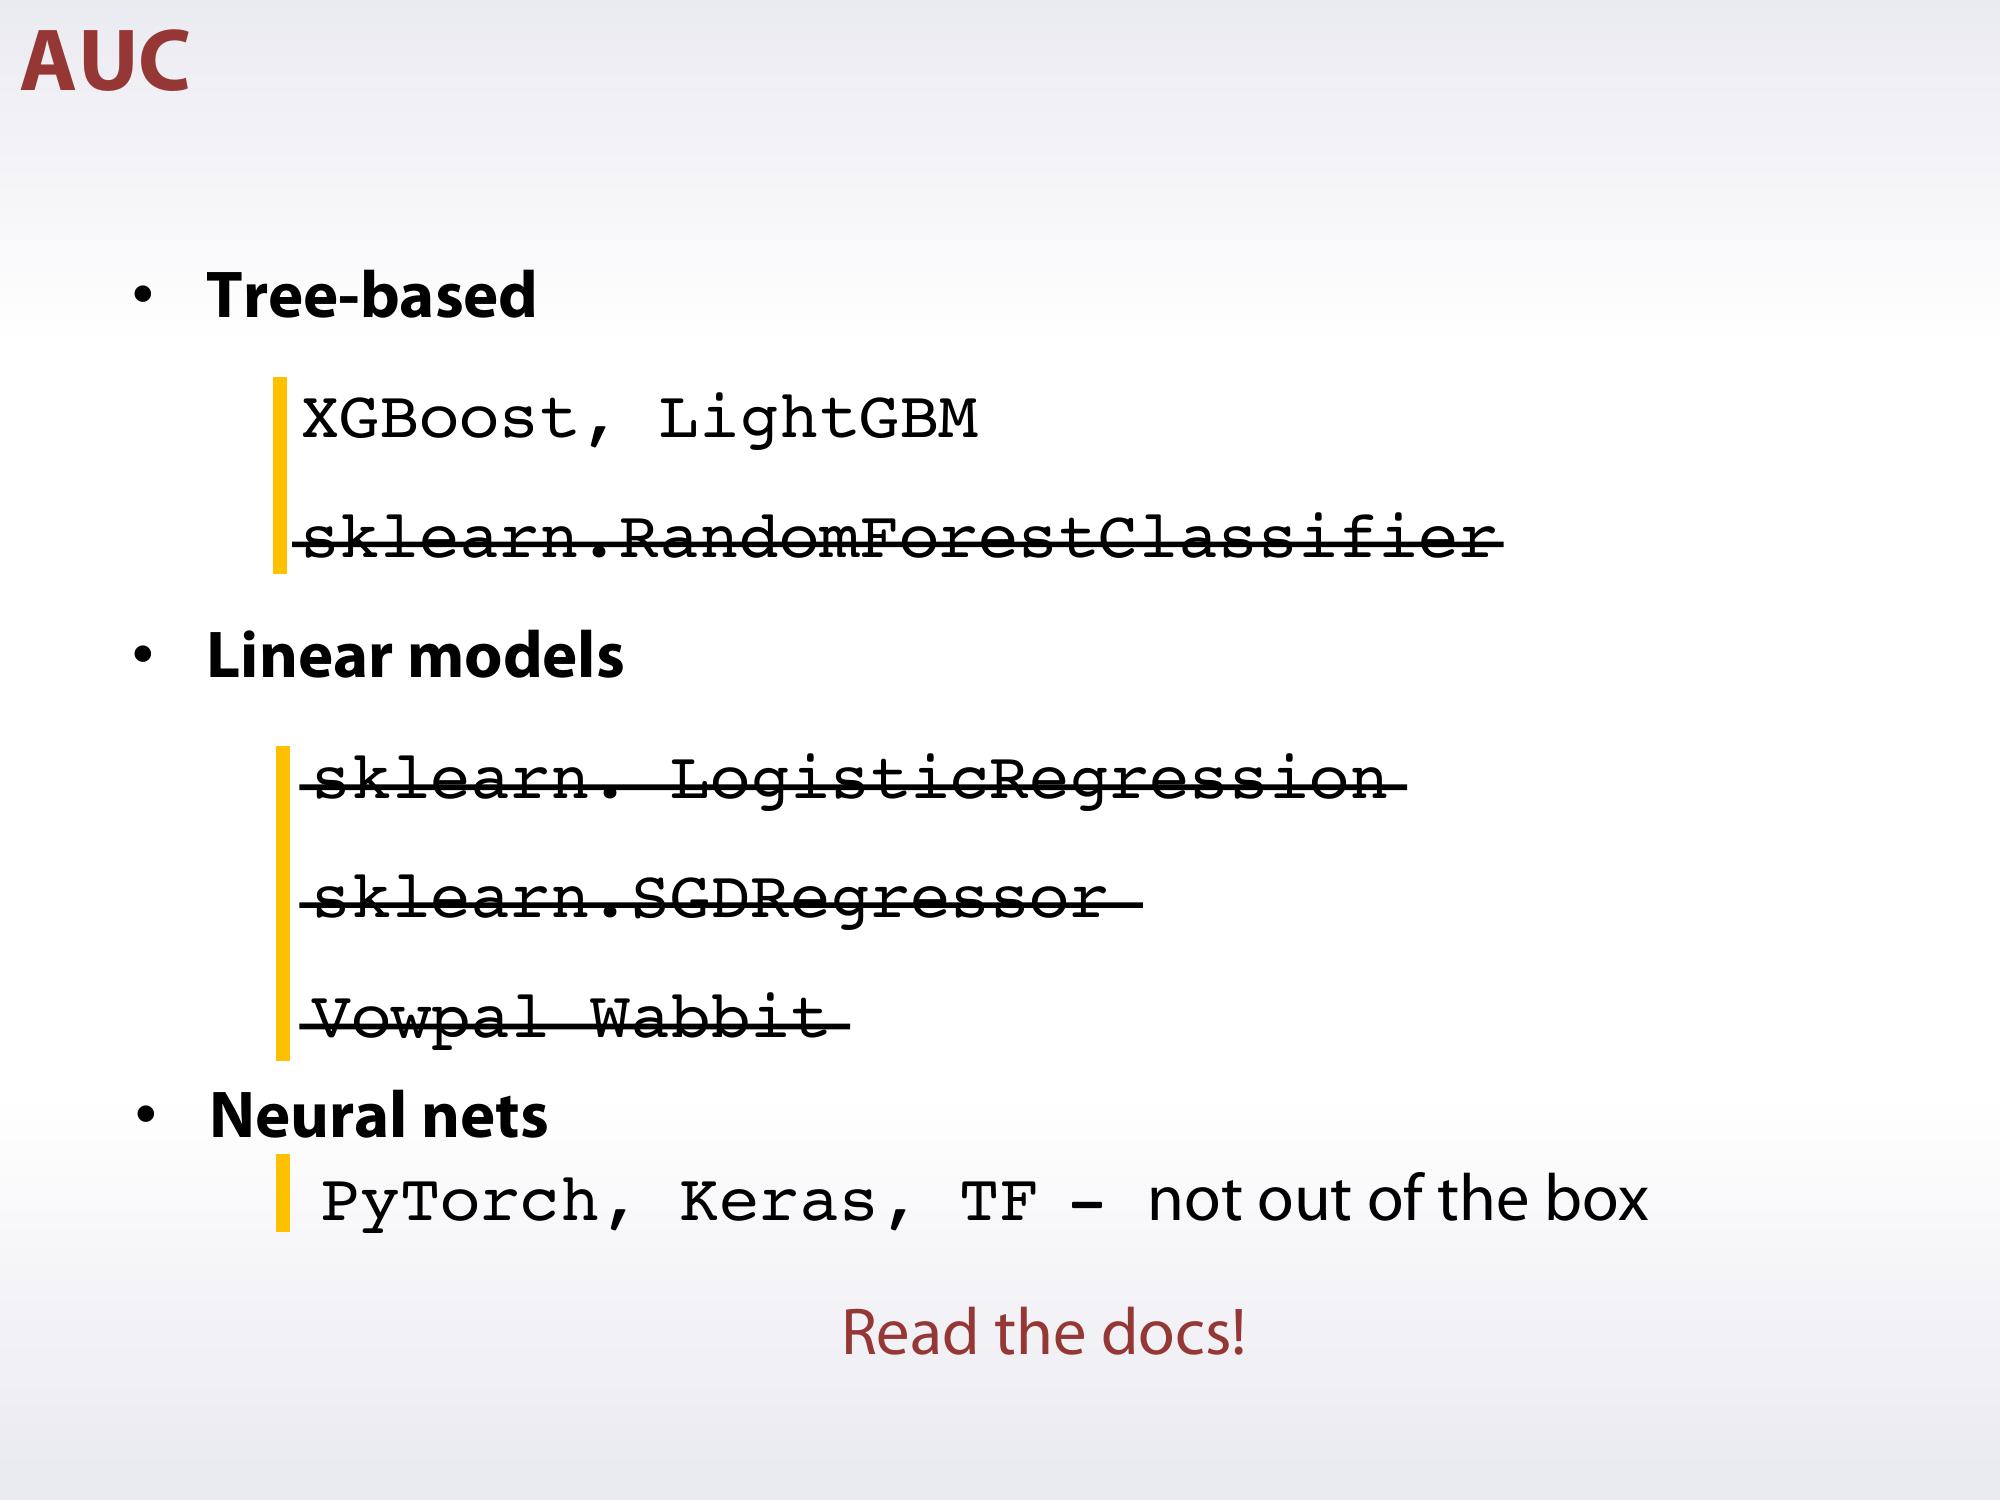 AUC
• Tree-based
XGBoost, LightGBM
sklearn.RandomForestClassifier
• Linear models
sklearn. LogisticRegression
sklearn.SGDRegressor
Vowpal Wabbit
• Neural nets
PyTorch, Keras, TF – not out of the box
Read the docs!